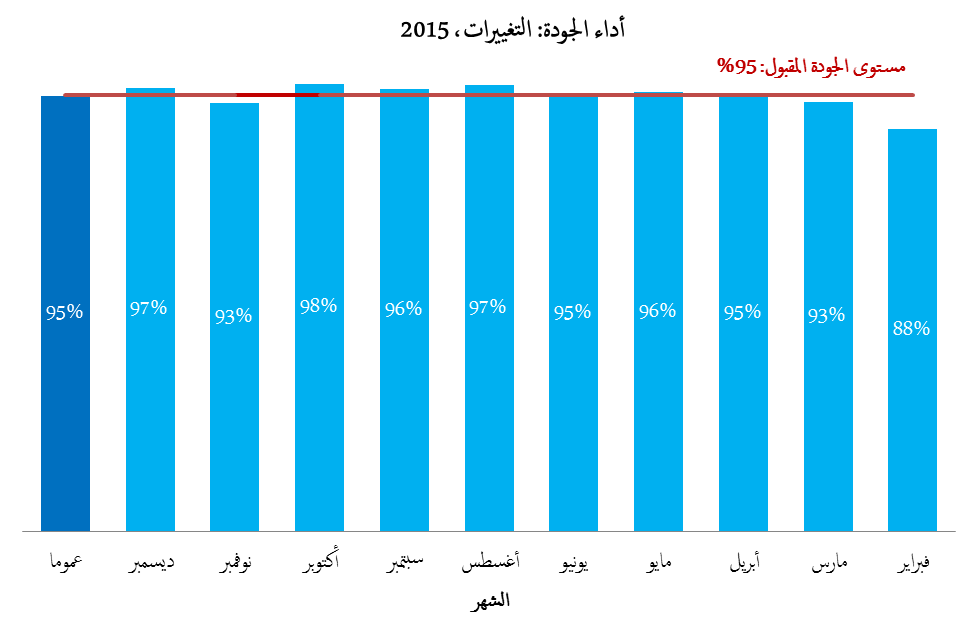 أداء الجودة: التغييرات، 2015
مستوى الجودة المقبول: 95%
88% 93% 95% 96% 95% 97% 96% 98% 93% 97% 95%
فبراير مارس أبريل مايو يونيو أغسطس سبتمبر أكتوبر نوفمبر ديسمبر عموما
الشهر